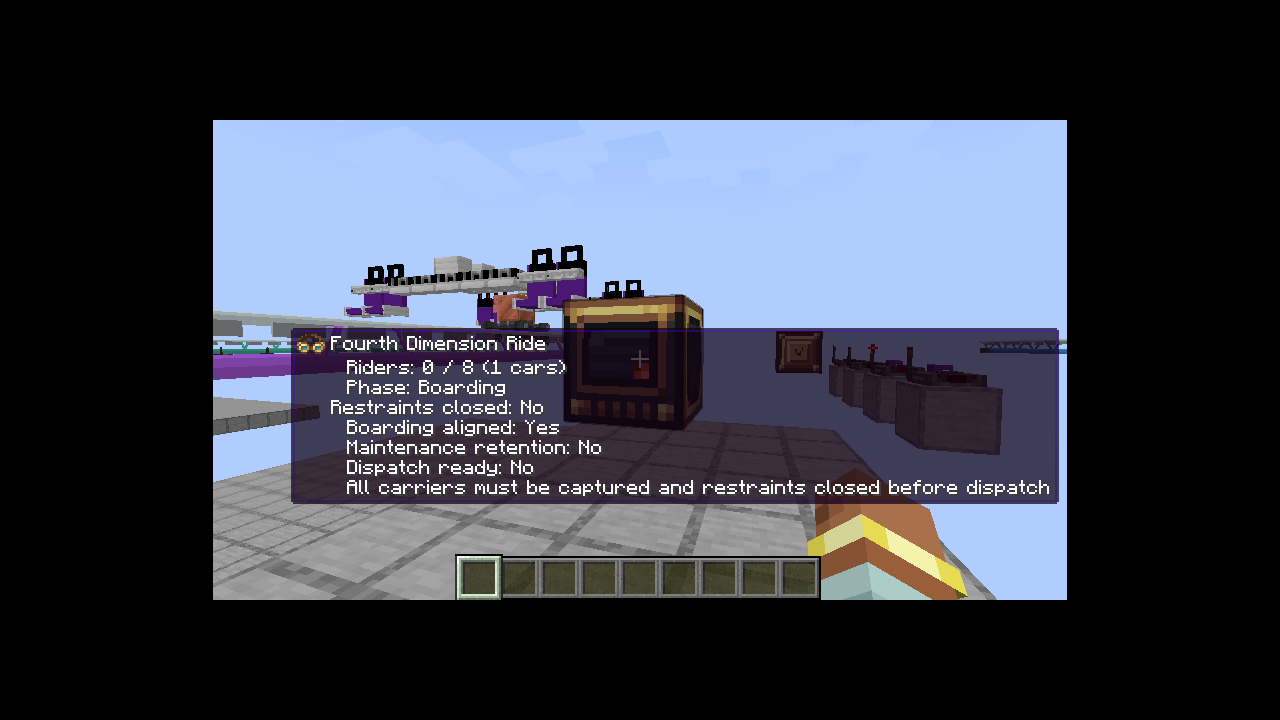 Fourth Dimension Ride
Riders: 0 / 8 (1 cars)
Phase: Boarding
Restraints closed: No
Boarding aligned: Yes
Maintenance retention: No
Dispatch ready: No
All carriers must be captured and restraints closed before dispatch